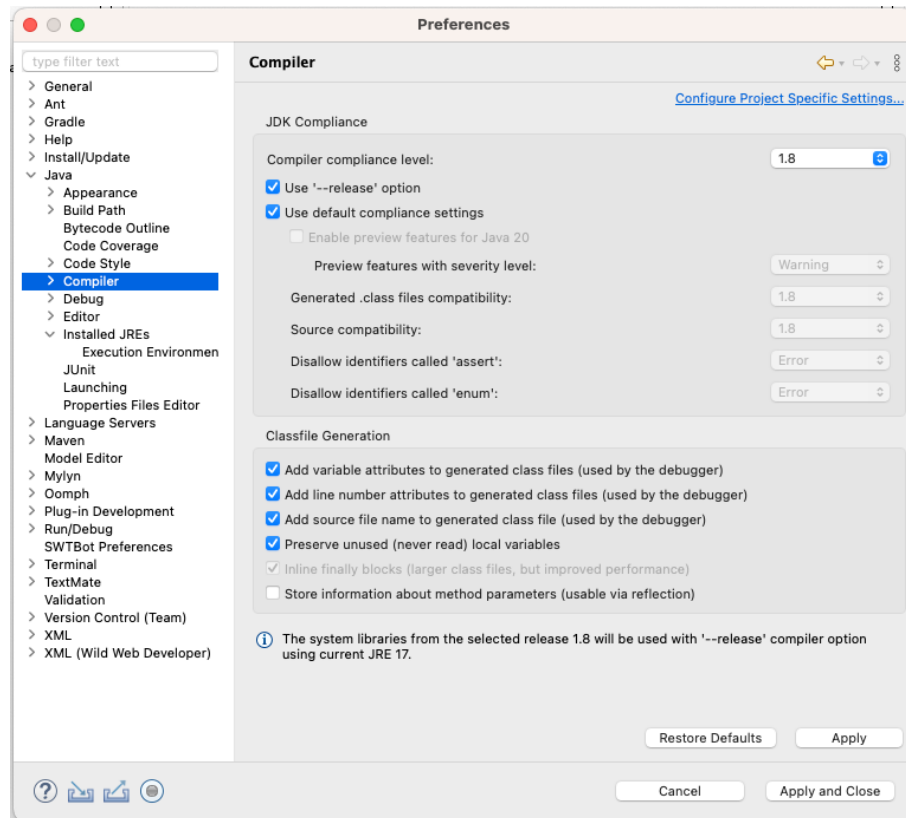 Preferences
type filter text
Compiler
General
Ant
Gradle
Help
Install/Update
Java
Appearance
Build Path
Bytecode Outline
Code Coverage
Code Style
Compiler
Debug
Editor
Installed JREs
Execution Environmen
JUnit
Launching
Properties Files Editor
Language Servers
Maven
Model Editor
Mylyn
Oomph
Plug-in Development
Run/Debug
SWTBot Preferences
Terminal
TextMate
Validation
Version Control (Team)
XML
XML (Wild Web Developer)
Configure Project Specific Settings...
JDK Compliance
Compiler compliance level: 1.8
Use '--release' option
Use default compliance settings
Enable preview features for Java 20
Preview features with severity level: Warning
Generated .class files compatibility: 1.8
Source compatibility: 1.8
Disallow identifiers called 'assert': Error
Disallow identifiers called 'enum': Error
Classfile Generation
Add variable attributes to generated class files (used by the debugger)
Add line number attributes to generated class files (used by the debugger)
Add source file name to generated class file (used by the debugger)
Preserve unused (never read) local variables
Inline finally blocks (larger class files, but improved performance)
Store information about method parameters (usable via reflection)
The system libraries from the selected release 1.8 will be used with '--release' compiler option
using current JRE 17.
Restore Defaults Apply
? Cancel Apply and Close